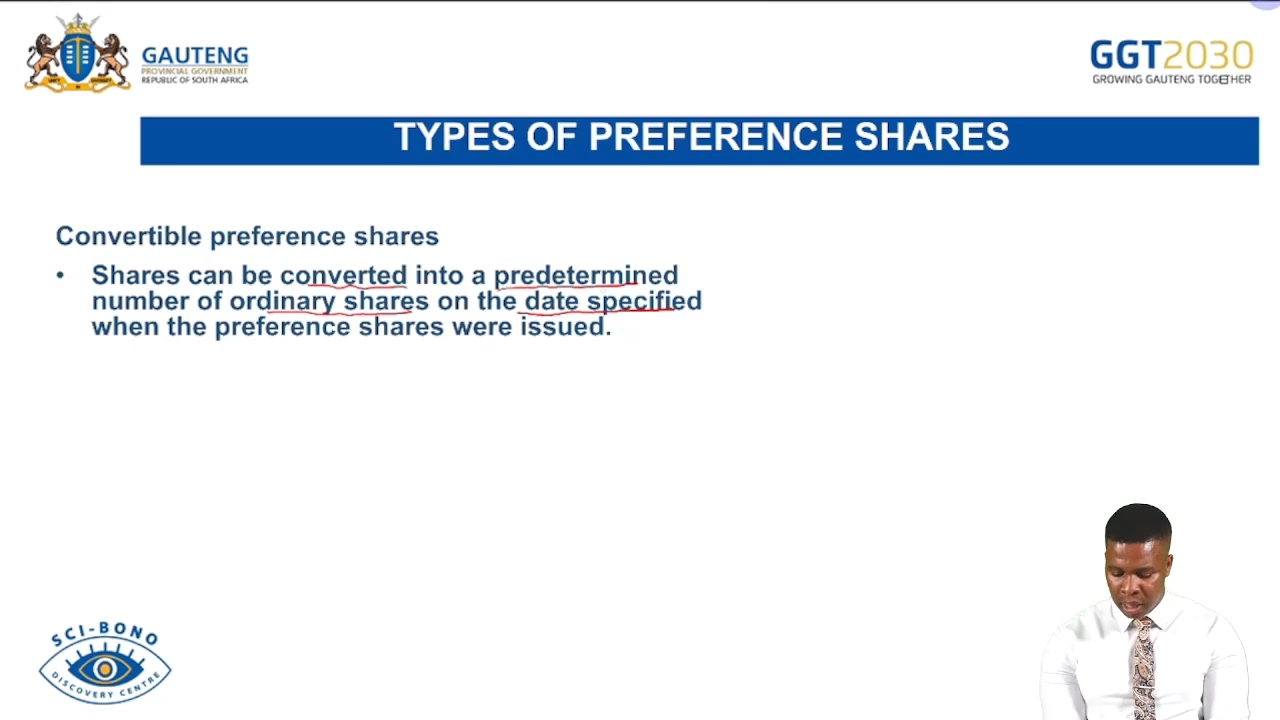 GAUTENG
PROVINCIAL GOVERNMENT
REPUBLIC OF SOUTH AFRICA
GGT2030
GROWING GAUTENG TOGETHER
TYPES OF PREFERENCE SHARES
Convertible preference shares
• Shares can be converted into a predetermined
number of ordinary shares on the date specified
when the preference shares were issued.
SCI-BONO
DISCOVERY CENTRE